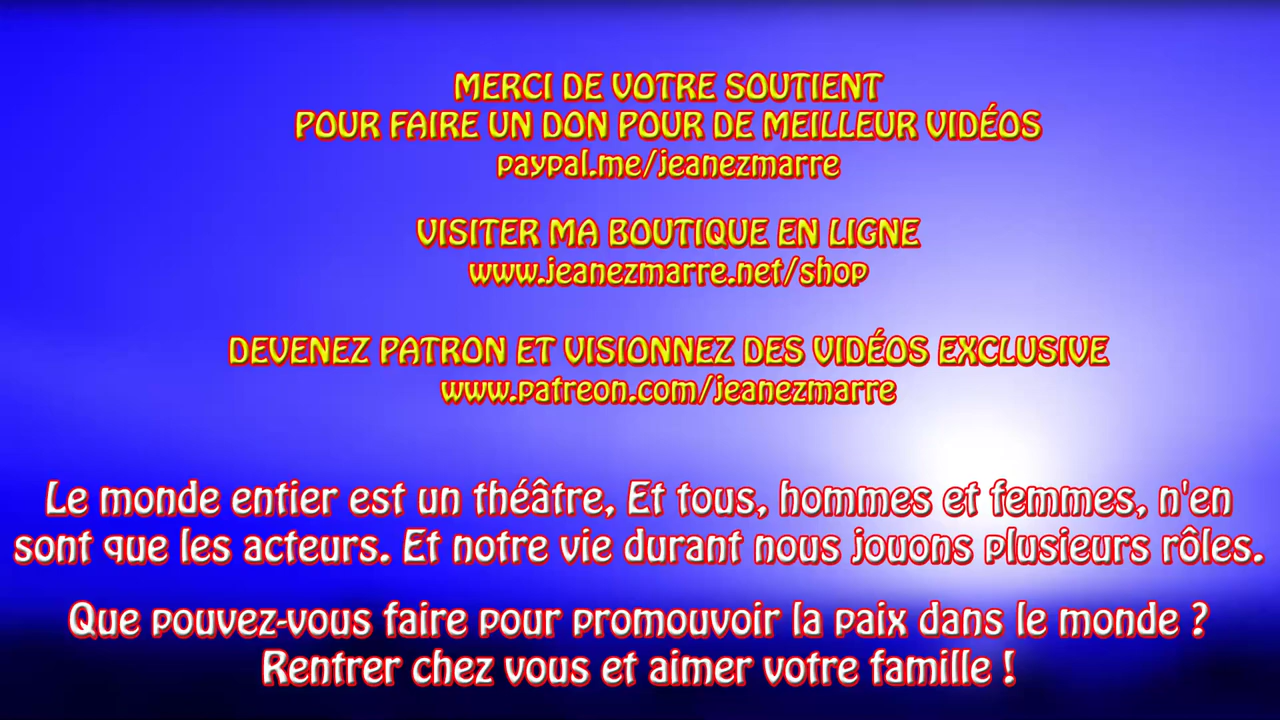 MERCI DE VOTRE SOUTIENT
POUR FAIRE UN DON POUR DE MEILLEUR VIDÉOS
paypal.me/jeanezmarre
VISITER MA BOUTIQUE EN LIGNE
www.jeanezmarre.net/shop
DEVENEZ PATRON ET VISIONNEZ DES VIDÉOS EXCLUSIVE
www.patreon.com/jeanezmarre
Le monde entier est un théâtre, Et tous, hommes et femmes, n'en
sont que les acteurs. Et notre vie durant nous jouons plusieurs rôles.
Que pouvez-vous faire pour promouvoir la paix dans le monde ?
Rentrer chez vous et aimer votre famille !